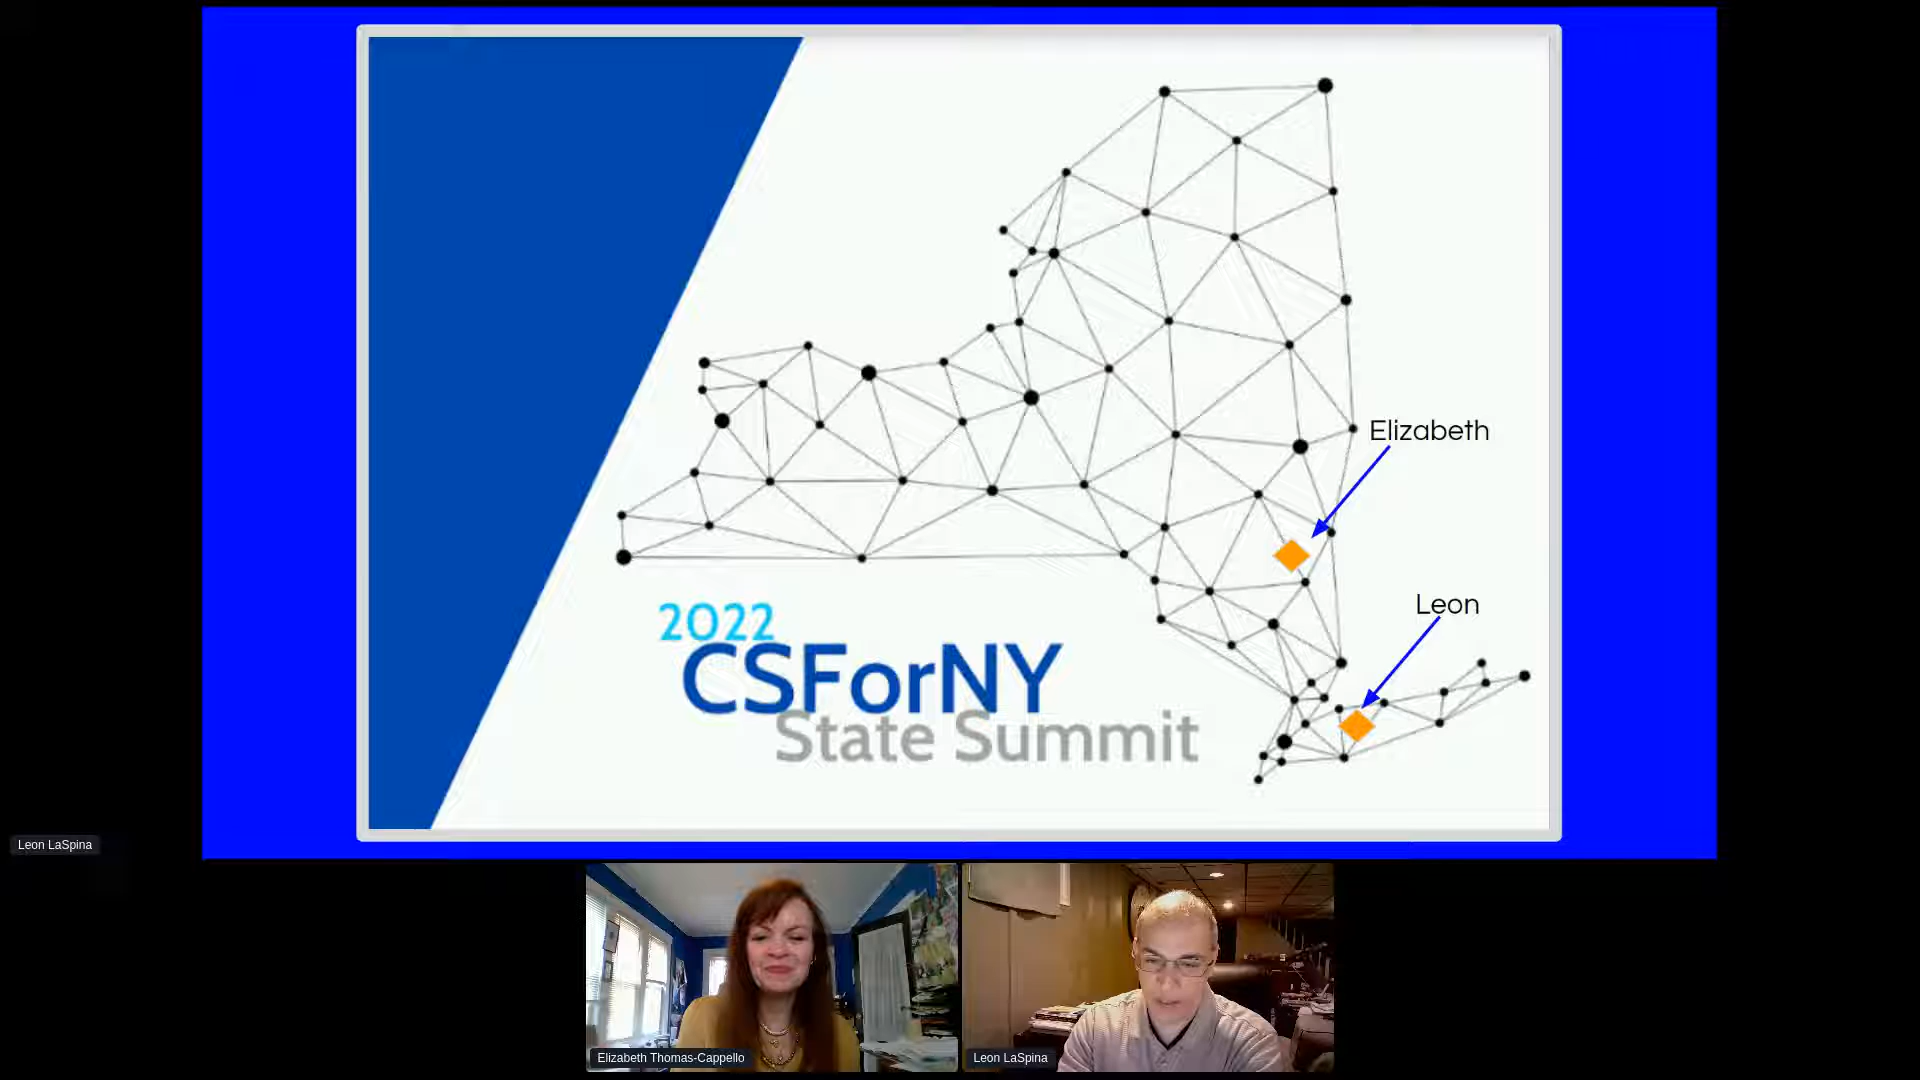 Elizabeth
Leon
2022
CSForNY
State Summit
Leon LaSpina
Elizabeth Thomas-Cappello
Leon LaSpina